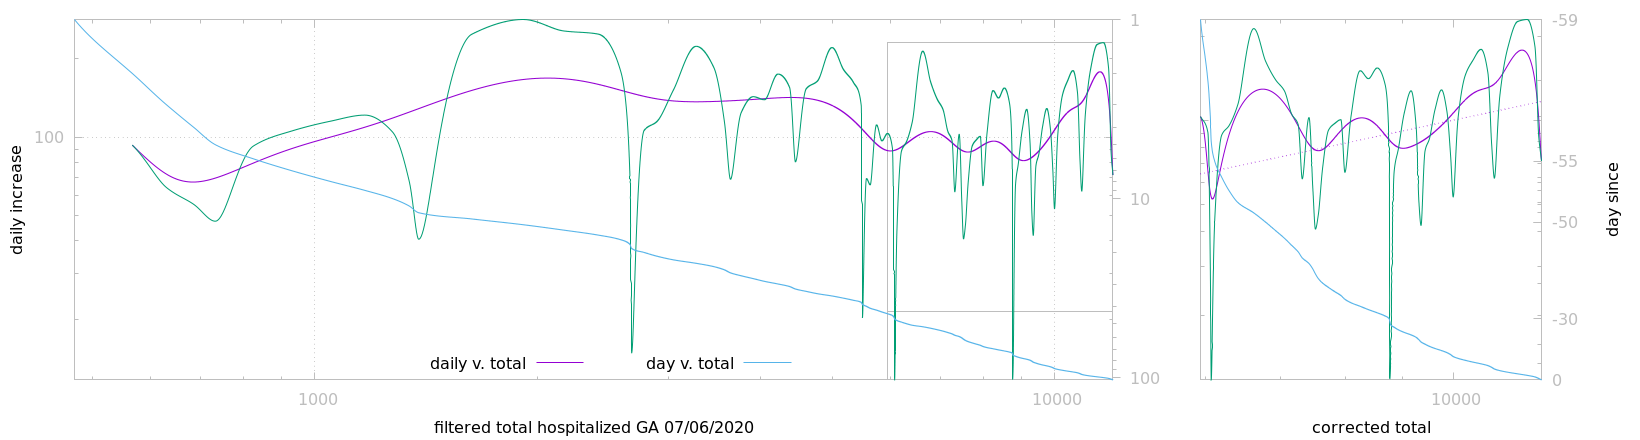 1
-59
100
daily increase
10
-55
-50
day since
-30
daily v. total
day v. total
100
0
1000
10000
10000
filtered total hospitalized GA 07/06/2020
corrected total